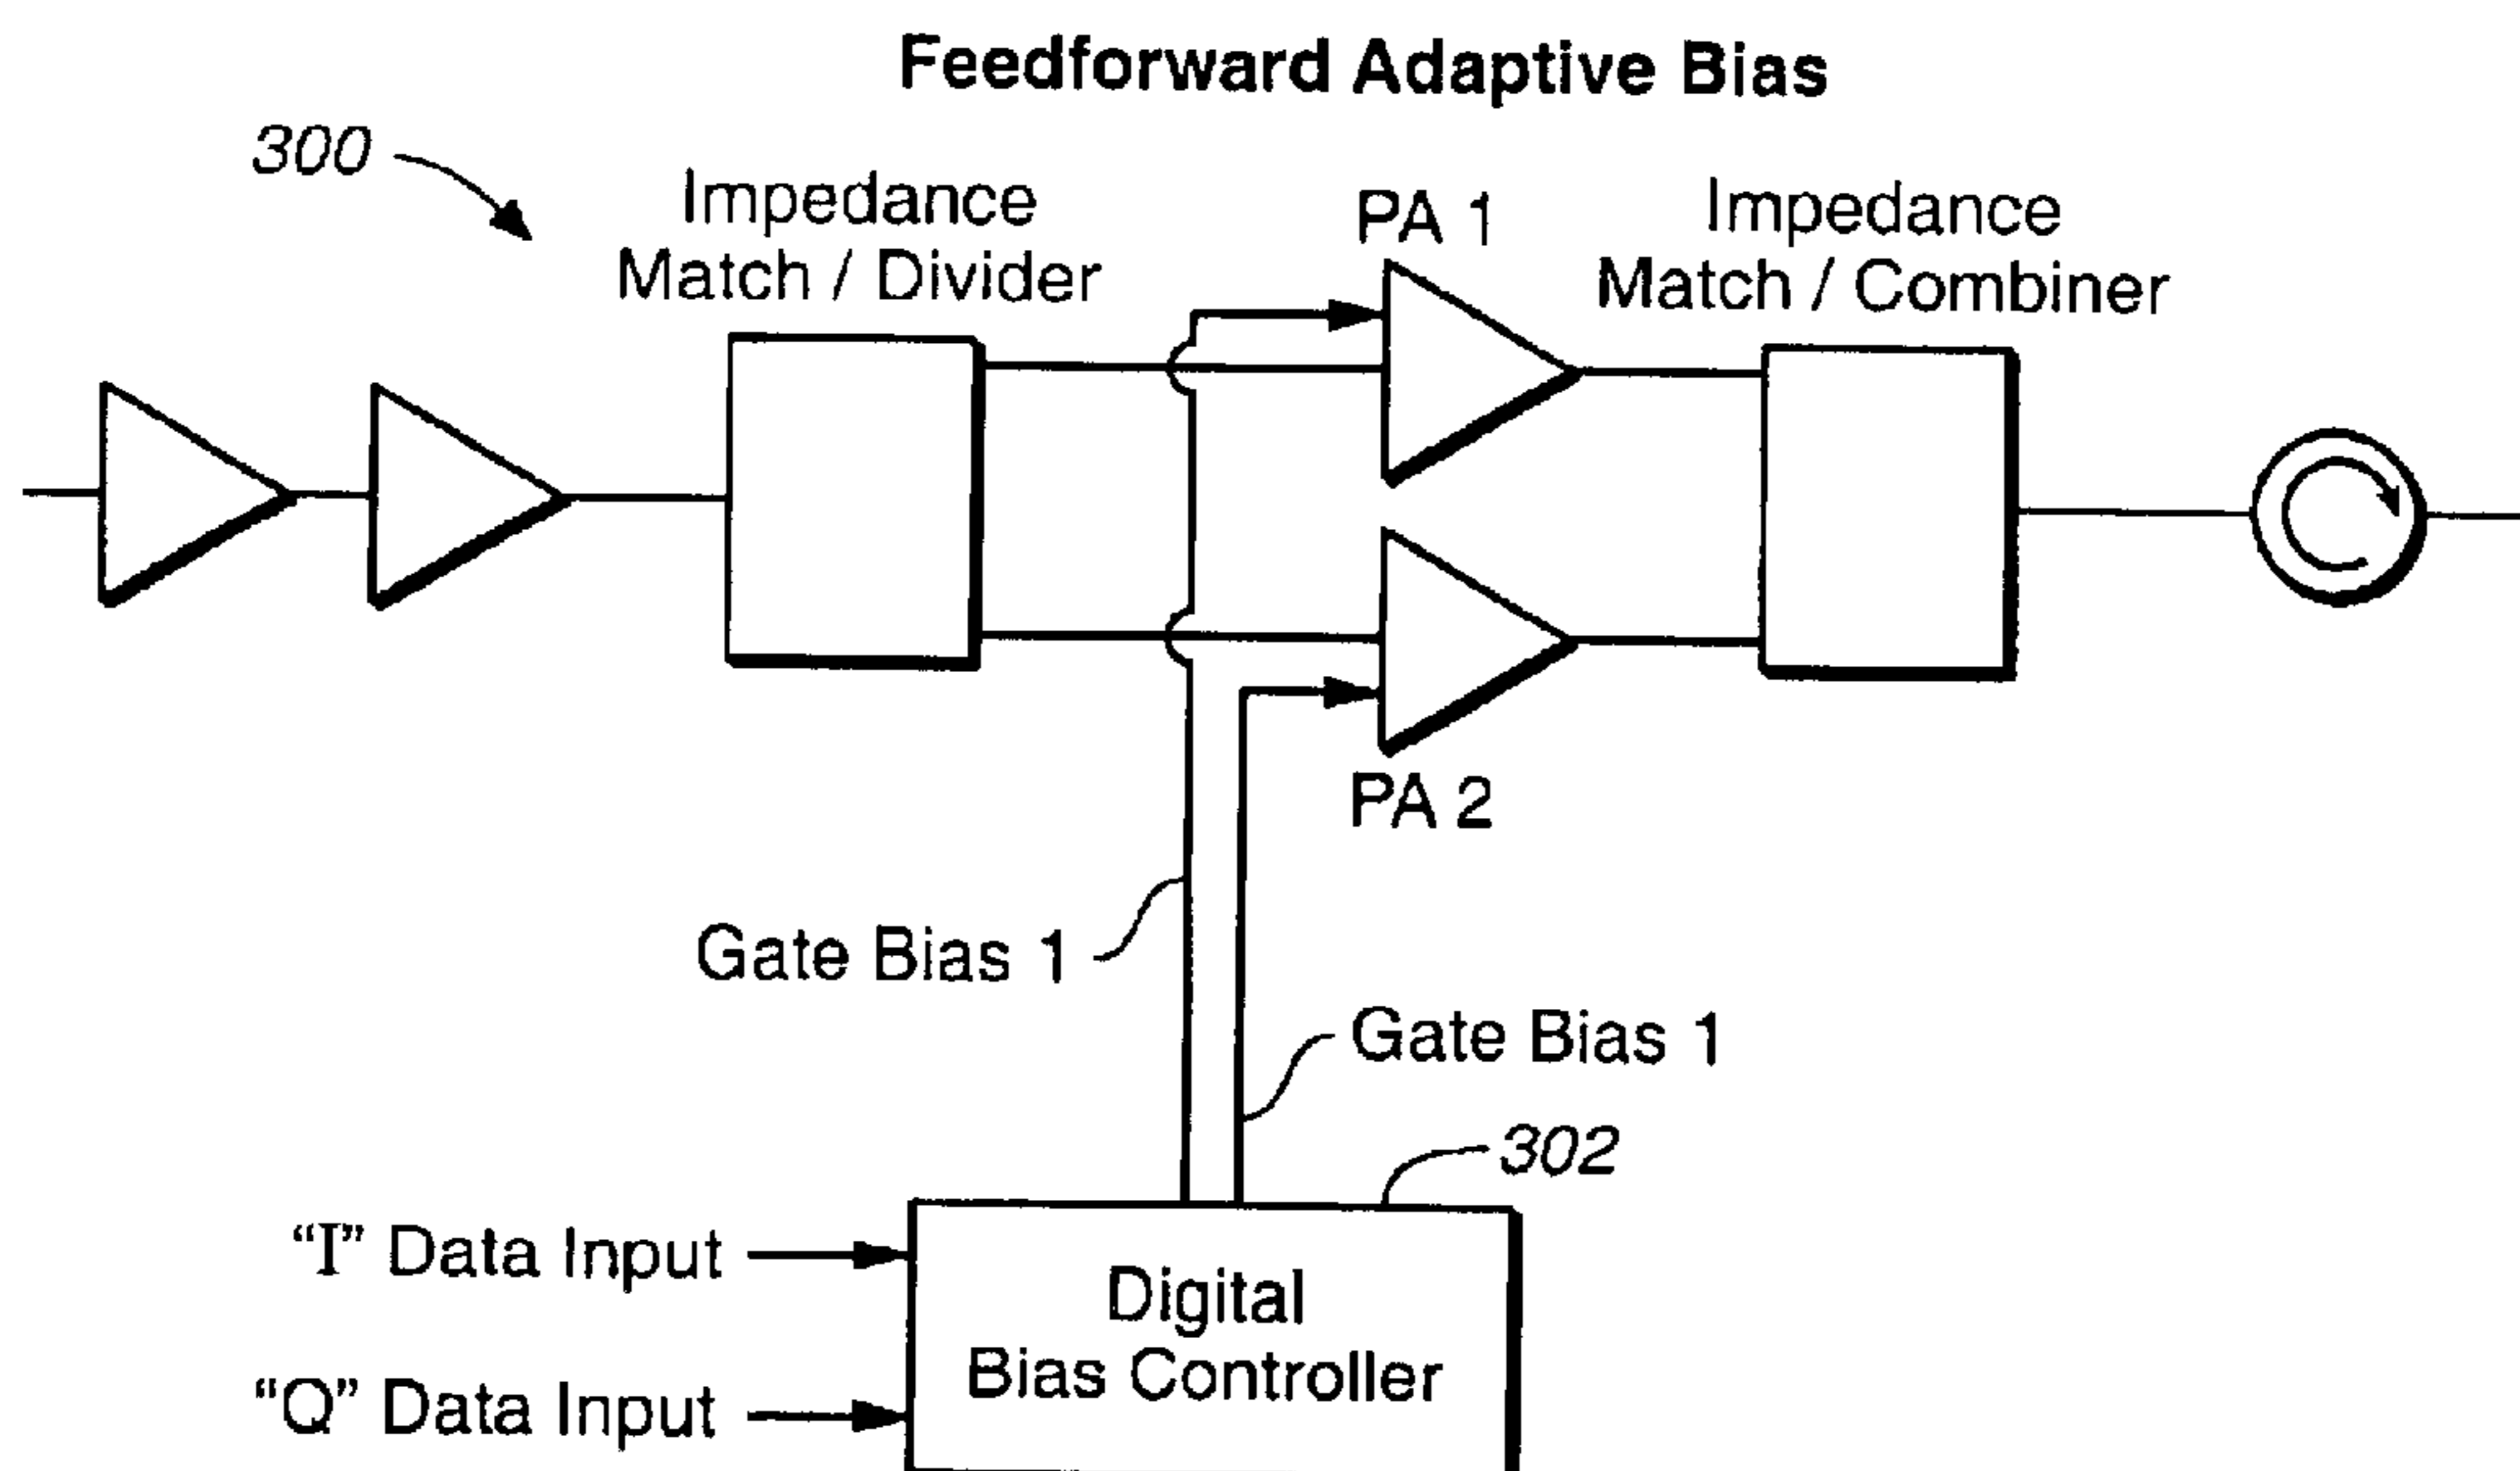 Feedforward Adaptive Bias
300
Impedance
Match / Divider
PA 1
Impedance
Match / Combiner
PA 2
Gate Bias 1
Gate Bias 1
302
“I” Data Input
Digital
Bias Controller
“Q” Data Input